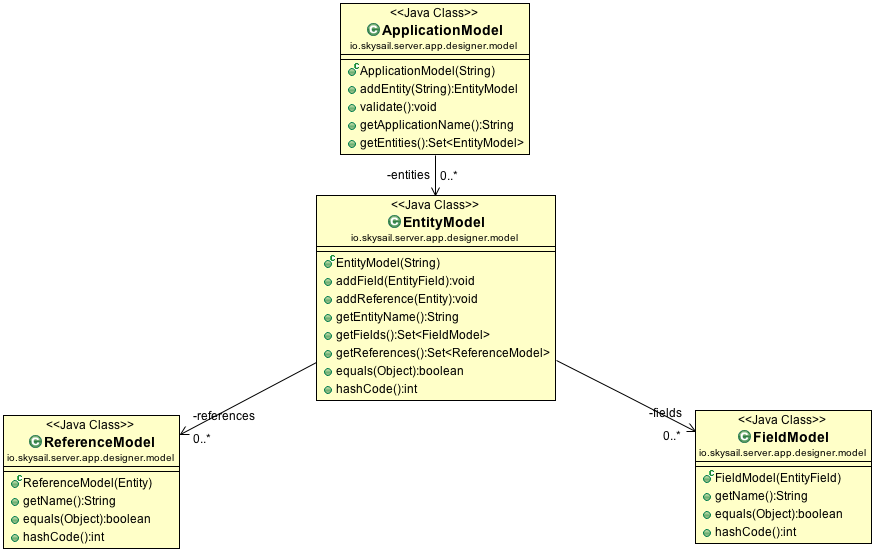 <<Java Class>>
ApplicationModel
io.skysail.server.app.designer.model
ApplicationModel(String)
addEntity(String):EntityModel
validate():void
getApplicationName():String
getEntities():Set<EntityModel>
-entities 0..*
<<Java Class>>
EntityModel
io.skysail.server.app.designer.model
EntityModel(String)
addField(EntityField):void
addReference(Entity):void
getEntityName():String
getFields():Set<FieldModel>
getReferences():Set<ReferenceModel>
equals(Object):boolean
hashCode():int
-references
0..*
<<Java Class>>
ReferenceModel
io.skysail.server.app.designer.model
ReferenceModel(Entity)
getName():String
equals(Object):boolean
hashCode():int
-fields
0..*
<<Java Class>>
FieldModel
io.skysail.server.app.designer.model
FieldModel(EntityField)
getName():String
equals(Object):boolean
hashCode():int